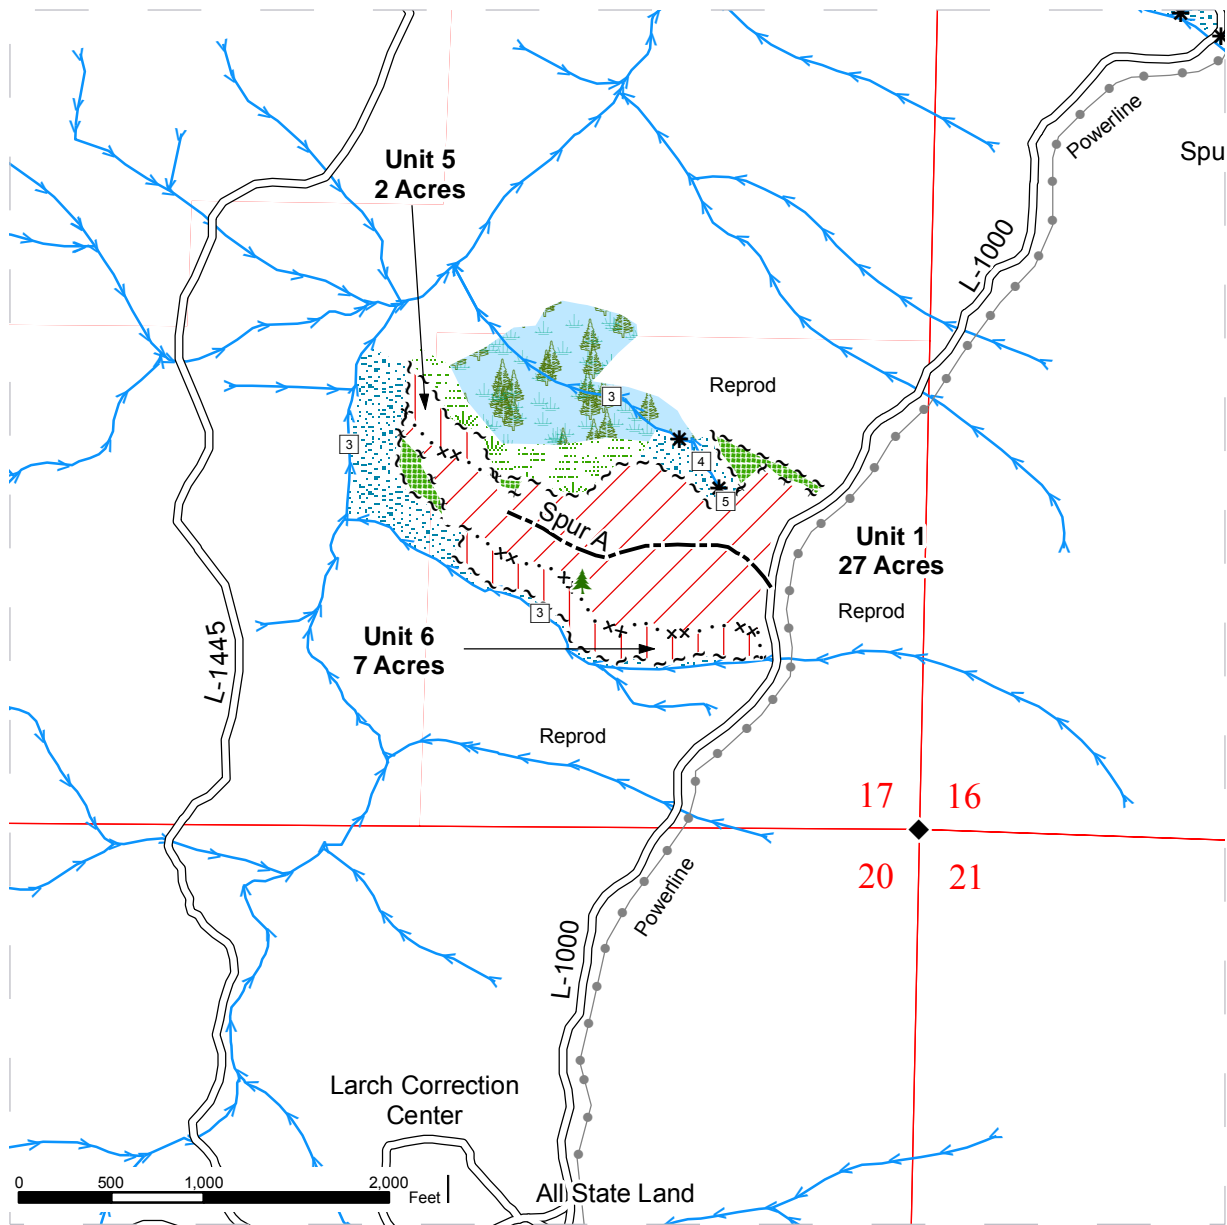 Powerline
Spu
Unit 5
2 Acres
L-1000
Reprod
3
3
4
5
Spur A
Unit 1
27 Acres
Reprod
3
Unit 6
7 Acres
L-1445
Reprod
17
16
20
21
Powerline
L-1000
Larch Correction
Center
0 500 1,000 2,000
Feet
All State Land